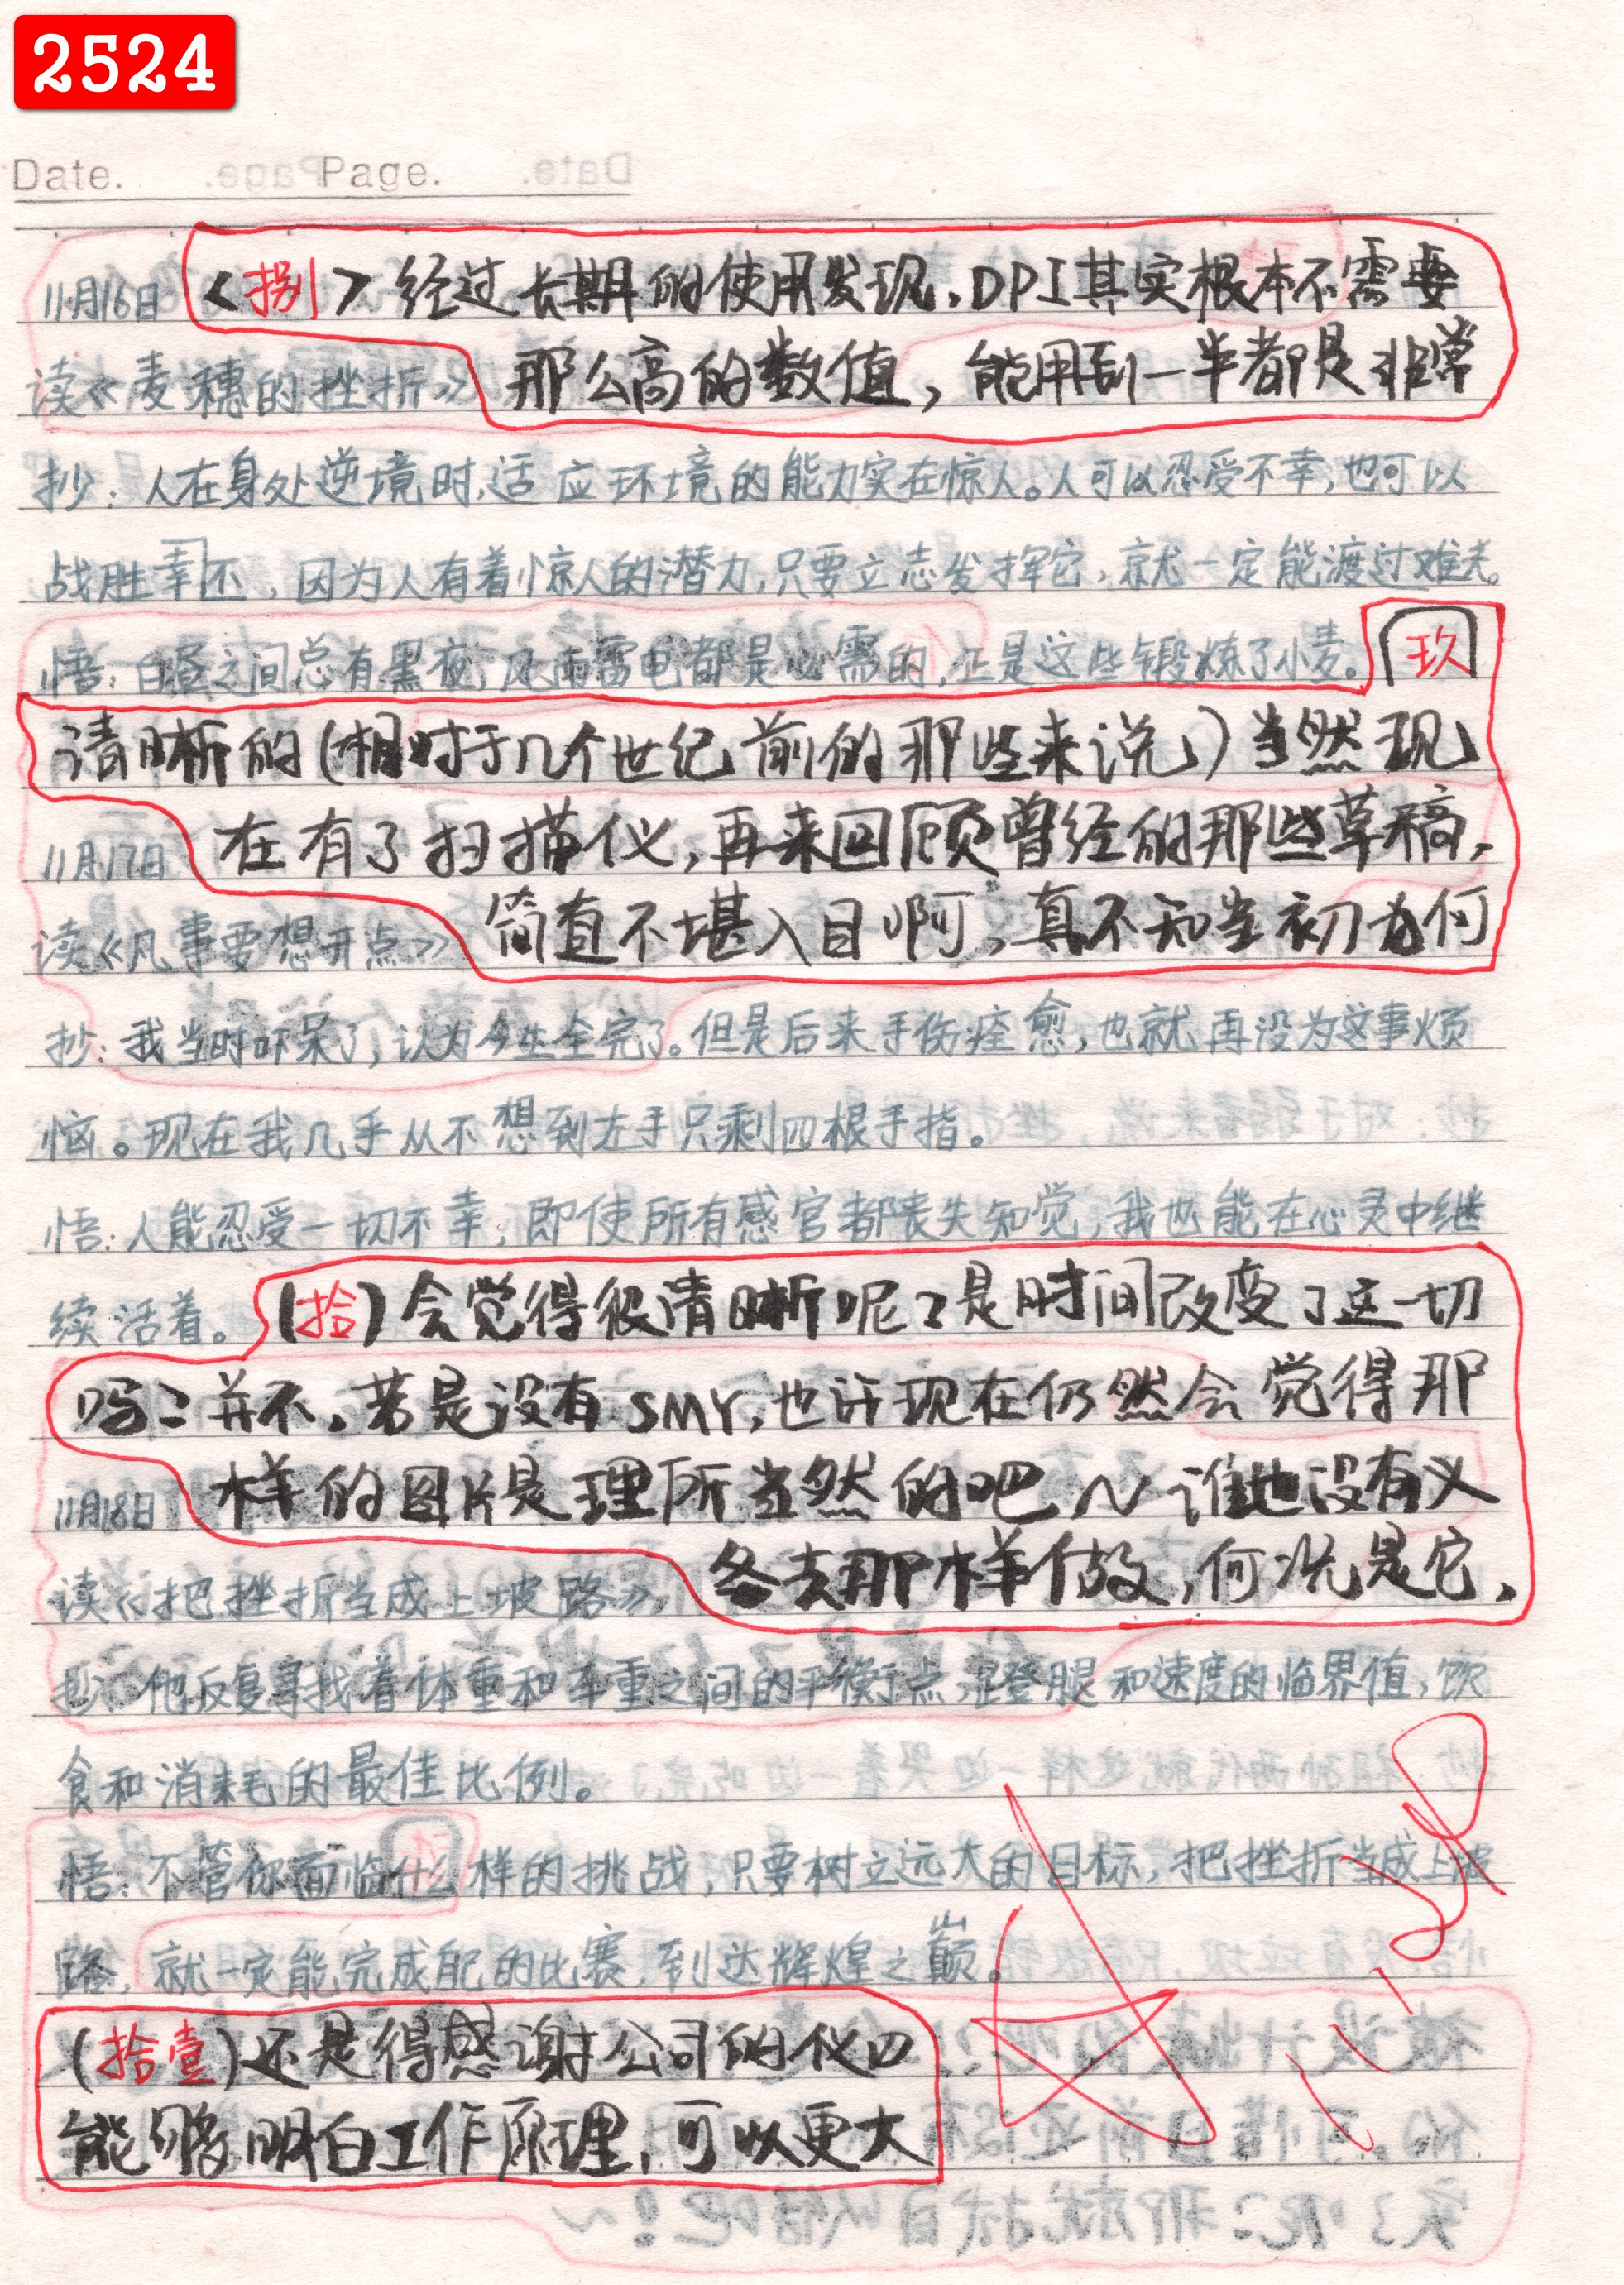 2524
Date. Page.
11月16日 <捌>经过长期的使用发现,DPI其实根本不需要
读《麦穗的挫折》 那么高的数值,能用到一半都是非常
抄:人在身处逆境时,适应环境的能力实在惊人。人可以忍受不幸,也可以
战胜幸不,因为人有着惊人的潜力,只要立志发挥它,就一定能渡过难关。
悟:白昼之间总有黑夜,风雨雷电都是必需的,正是这些锻炼了小麦。 玖
清晰的(相对于几个世纪前的那些来说)当然现
11月17日 在有了扫描仪,再来回顾曾经的那些草稿,
读《凡事要想开点》 简直不堪入目啊,真不知当初为何
抄:我当时吓呆了,认为今生全完了。但是后来手伤痊愈,也就再没为这事烦
恼。现在我几乎从不想到左手只剩四根手指。
悟:人能忍受一切不幸,即使所有感官都丧失知觉,我也能在心灵中继
续活着。(拾)会觉得很清晰呢?是时间改变了这一切
吗?并不。若是没有SMY,也许现在仍然会觉得那
11月18日 样的图片是理所当然的吧~谁也没有义
读《把挫折当成上坡路》 务去那样做,何况是它,
抄:他反复寻找着体重和车重之间的平衡点,蹬腿和速度的临界值,饮
食和消耗的最佳比例。
悟:不管你面临什么样的挑战,只要树立远大的目标,把挫折当成上坡
路,就一定能完成肥的比赛,到达辉煌之巅。
(拾壹)还是得感谢公司的仪四
能够明白工作原理,可以更大